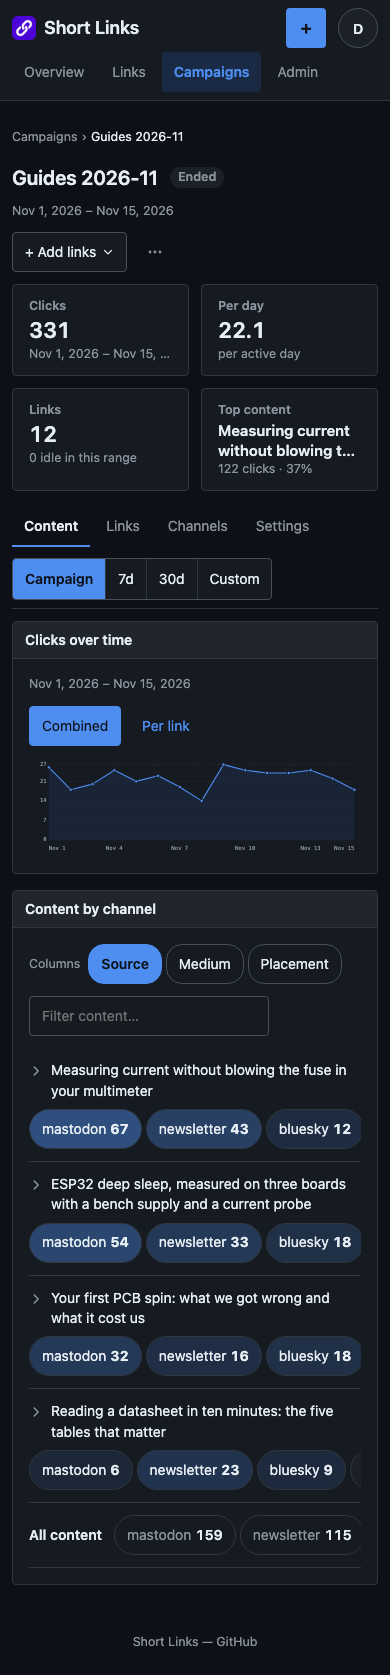 Short Links
+
D
Overview
Links
Campaigns
Admin
Campaigns › Guides 2026-11
Guides 2026-11
Ended
Nov 1, 2026 – Nov 15, 2026
+ Add links
···
Clicks
331
Nov 1, 2026 – Nov 15, …
Per day
22.1
per active day
Links
12
0 idle in this range
Top content
Measuring current
without blowing t…
122 clicks · 37%
Content
Links
Channels
Settings
Campaign
7d
30d
Custom
Clicks over time
Nov 1, 2026 – Nov 15, 2026
Combined
Per link
27
21
14
7
0
Nov 1
Nov 4
Nov 7
Nov 10
Nov 13
Nov 15
Content by channel
Columns
Source
Medium
Placement
Filter content...
Measuring current without blowing the fuse in
your multimeter
mastodon 67
newsletter 43
bluesky 12
ESP32 deep sleep, measured on three boards
with a bench supply and a current probe
mastodon 54
newsletter 33
bluesky 18
Your first PCB spin: what we got wrong and
what it cost us
mastodon 32
newsletter 16
bluesky 18
Reading a datasheet in ten minutes: the five
tables that matter
mastodon 6
newsletter 23
bluesky 9
All content
mastodon 159
newsletter 115
Short Links — GitHub